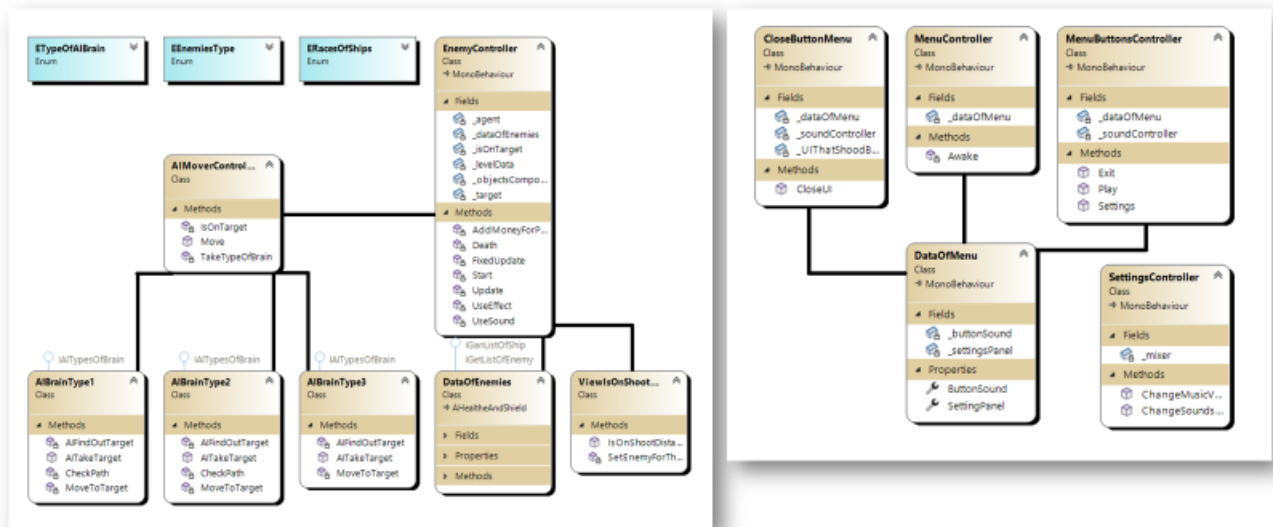 ETypeOfAIBrain
Enum
EEnemiesType
Enum
ERacesOfShips
Enum
EnemyController
Class
MonoBehaviour
Fields
_agent
_dataOfEnemies
_isOnTarget
_levelData
_objectsCompo...
_target
Methods
AddMoneyForP...
Death
FixedUpdate
Start
Update
UseEffect
UseSound
AIMoverControl...
Class
Methods
IsOnTarget
Move
TakeTypeOfBrain
IAITypesOfBrain
AIBrainType1
Class
Methods
AIFindOutTarget
AITakeTarget
CheckPath
MoveToTarget
IAITypesOfBrain
AIBrainType2
Class
Methods
AIFindOutTarget
AITakeTarget
CheckPath
MoveToTarget
IAITypesOfBrain
AIBrainType3
Class
Methods
AIFindOutTarget
AITakeTarget
MoveToTarget
IGanListOfShip
IGetListOfEnemy
DataOfEnemies
Class
AHealtheAndShield
Fields
Properties
Methods
ViewIsOnShoot...
Class
Methods
IsOnShootDista...
SetEnemyForTh...
CloseButtonMenu
Class
MonoBehaviour
Fields
_dataOfMenu
_soundController
_UIThatShoodB...
Methods
CloseUI
MenuController
Class
MonoBehaviour
Fields
_dataOfMenu
Methods
Awake
MenuButtonsController
Class
MonoBehaviour
Fields
_dataOfMenu
_soundController
Methods
Exit
Play
Settings
DataOfMenu
Class
MonoBehaviour
Fields
_buttonSound
_settingsPanel
Properties
ButtonSound
SettingPanel
SettingsController
Class
MonoBehaviour
Fields
_mixer
Methods
ChangeMusicV...
ChangeSounds...